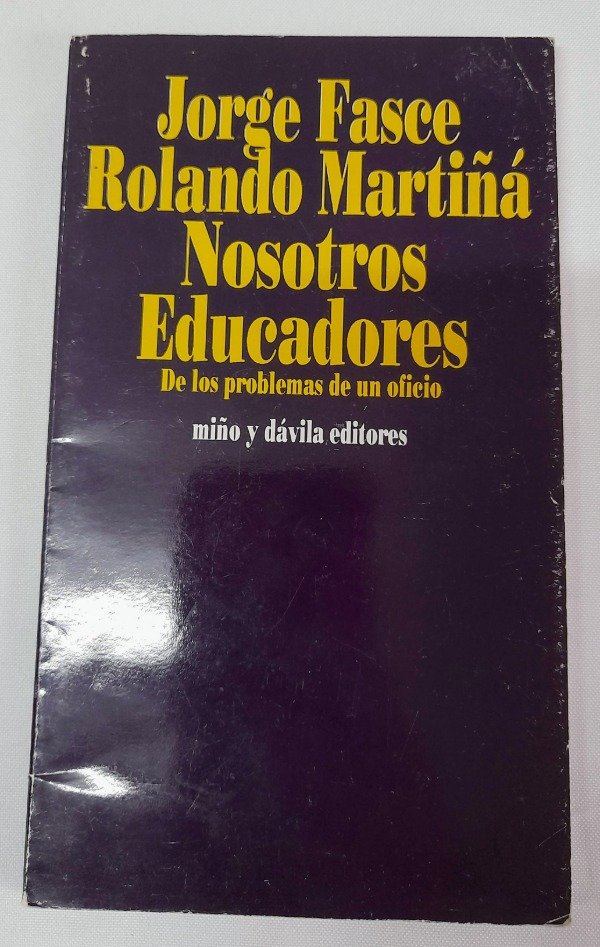 Jorge Fasce
Rolando Martiñá
Nosotros
Educadores
De los problemas de un oficio
miño y dávila editores